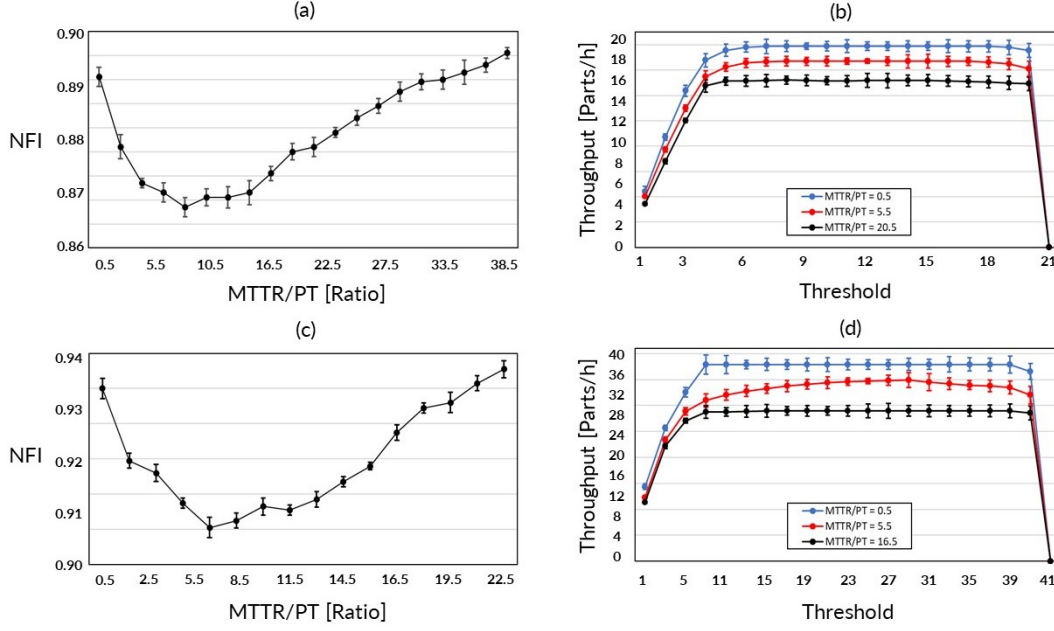 (a)
0.90
0.89
NFI
0.88
0.87
0.86
0.5 5.5 10.5 16.5 22.5 27.5 33.5 38.5
MTTR/PT [Ratio]
(b)
Throughput [Parts/h]
20
18
16
14
12
10
8
6
4
2
0
MTTR/PT = 0.5
MTTR/PT = 5.5
MTTR/PT = 20.5
1 3 6 9 12 15 18 21
Threshold
(c)
0.94
0.93
NFI
0.92
0.91
0.90
0.5 2.5 5.5 8.5 11.5 14.5 16.5 19.5 22.5
MTTR/PT [Ratio]
(d)
Throughput [Parts/h]
40
36
32
28
24
20
16
12
8
4
0
MTTR/PT = 0.5
MTTR/PT = 5.5
MTTR/PT = 16.5
1 5 11 15 19 23 27 31 35 39 41
Threshold